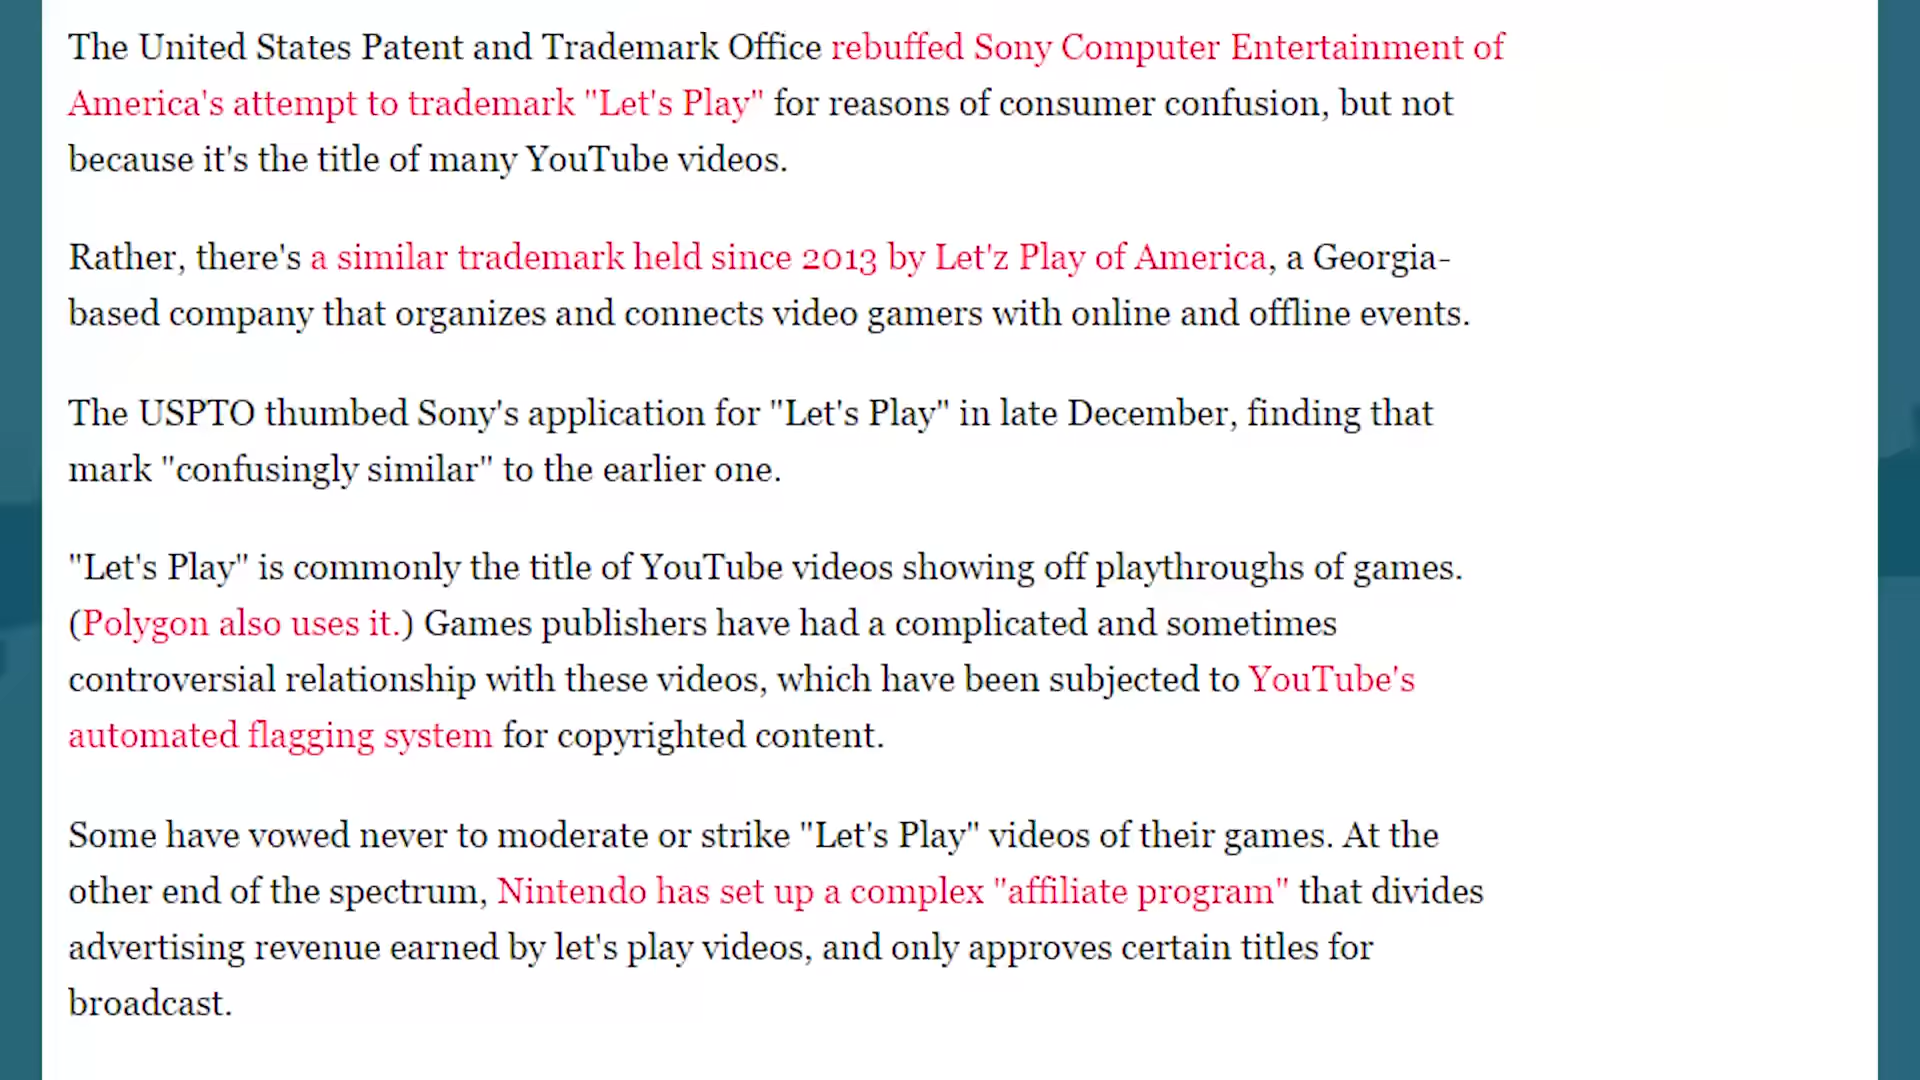 The United States Patent and Trademark Office rebuffed Sony Computer Entertainment of
America's attempt to trademark "Let's Play" for reasons of consumer confusion, but not
because it's the title of many YouTube videos.
Rather, there's a similar trademark held since 2013 by Let'z Play of America, a Georgia-
based company that organizes and connects video gamers with online and offline events.
The USPTO thumbed Sony's application for "Let's Play" in late December, finding that
mark "confusingly similar" to the earlier one.
"Let's Play" is commonly the title of YouTube videos showing off playthroughs of games.
(Polygon also uses it.) Games publishers have had a complicated and sometimes
controversial relationship with these videos, which have been subjected to YouTube's
automated flagging system for copyrighted content.
Some have vowed never to moderate or strike "Let's Play" videos of their games. At the
other end of the spectrum, Nintendo has set up a complex "affiliate program" that divides
advertising revenue earned by let's play videos, and only approves certain titles for
broadcast.